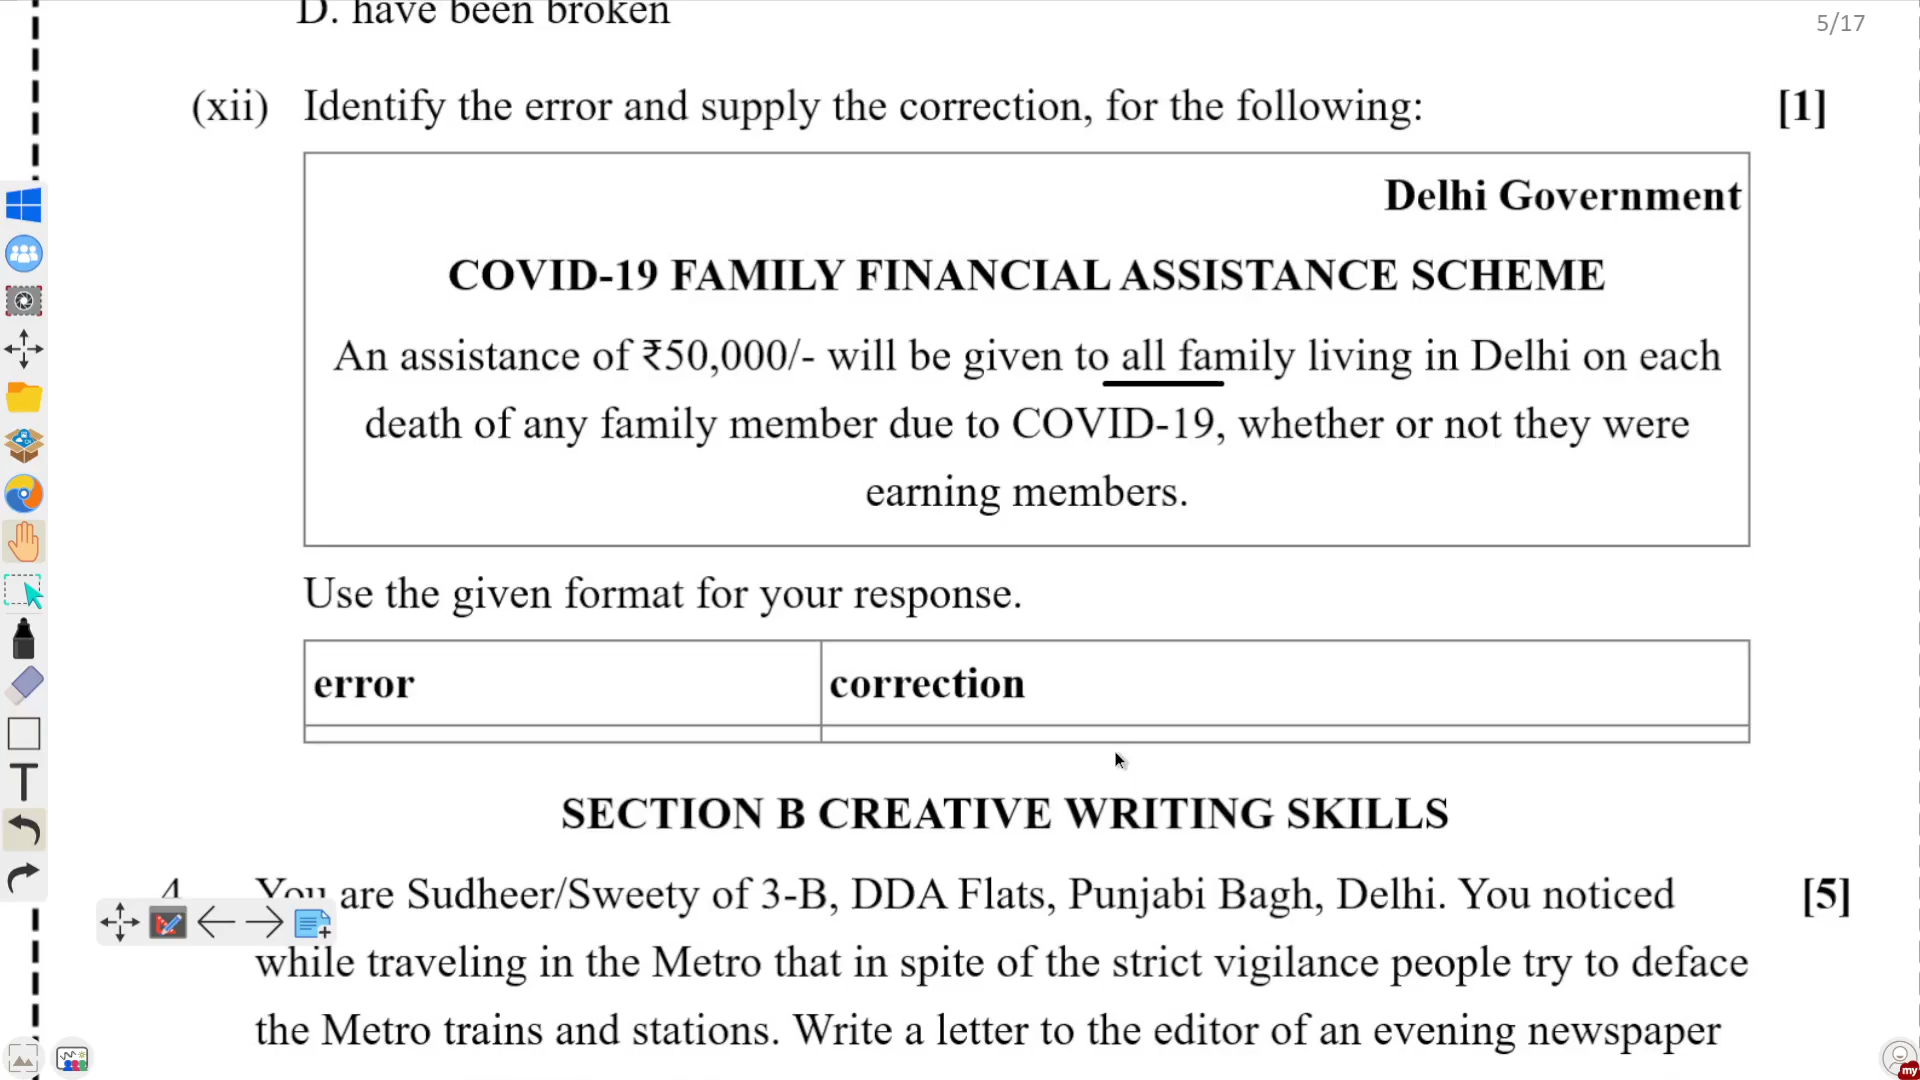 D. have been broken
5/17
(xii) Identify the error and supply the correction, for the following: [1]
Delhi Government
COVID-19 FAMILY FINANCIAL ASSISTANCE SCHEME
An assistance of ₹50,000/- will be given to all family living in Delhi on each
death of any family member due to COVID-19, whether or not they were
earning members.
Use the given format for your response.
error correction
SECTION B CREATIVE WRITING SKILLS
4 You are Sudheer/Sweety of 3-B, DDA Flats, Punjabi Bagh, Delhi. You noticed [5]
while traveling in the Metro that in spite of the strict vigilance people try to deface
the Metro trains and stations. Write a letter to the editor of an evening newspaper
my